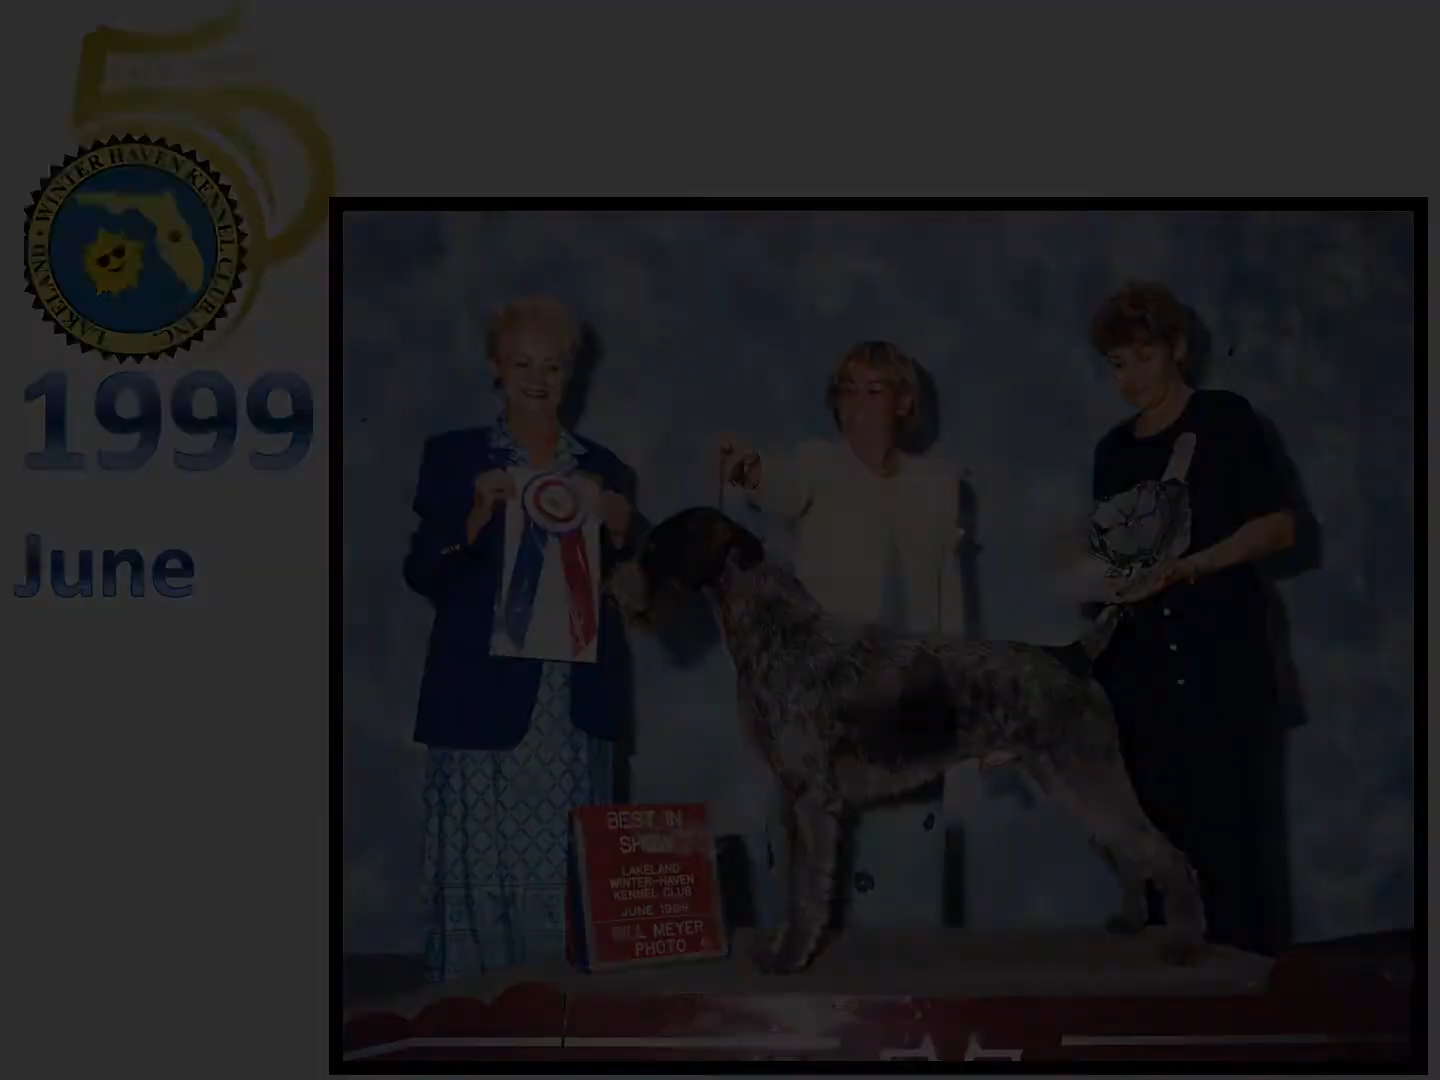 5
WINTER HAVEN KENNEL CLUB INC.
LAKELAND
1999
June
BEST IN
SHOW
LAKELAND
WINTER-HAVEN
KENNEL CLUB
JUNE 1999
BILL MEYER
PHOTO